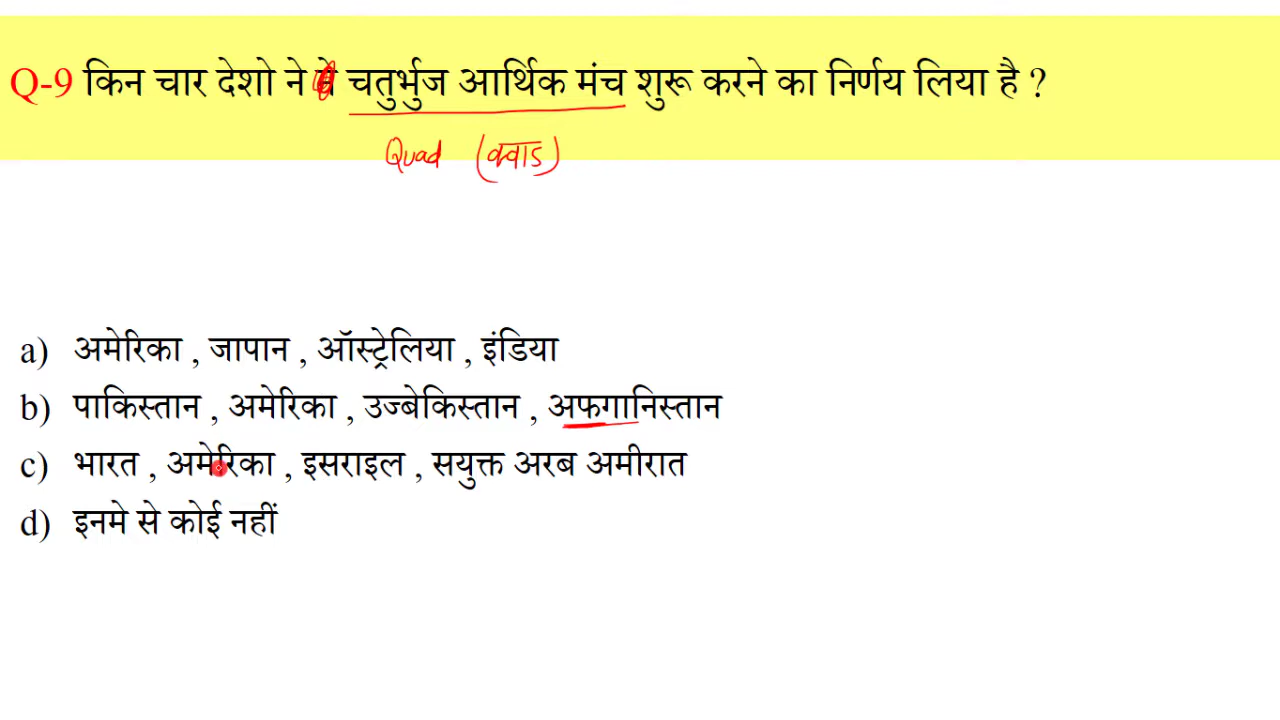 Q-9 किन चार देशो ने चतुर्भुज आर्थिक मंच शुरू करने का निर्णय लिया है ?
Quad (क्वाड)
a) अमेरिका , जापान , ऑस्ट्रेलिया , इंडिया
b) पाकिस्तान , अमेरिका , उज्बेकिस्तान , अफगानिस्तान
c) भारत , अमेरिका , इसराइल , सयुक्त अरब अमीरात
d) इनमे से कोई नहीं